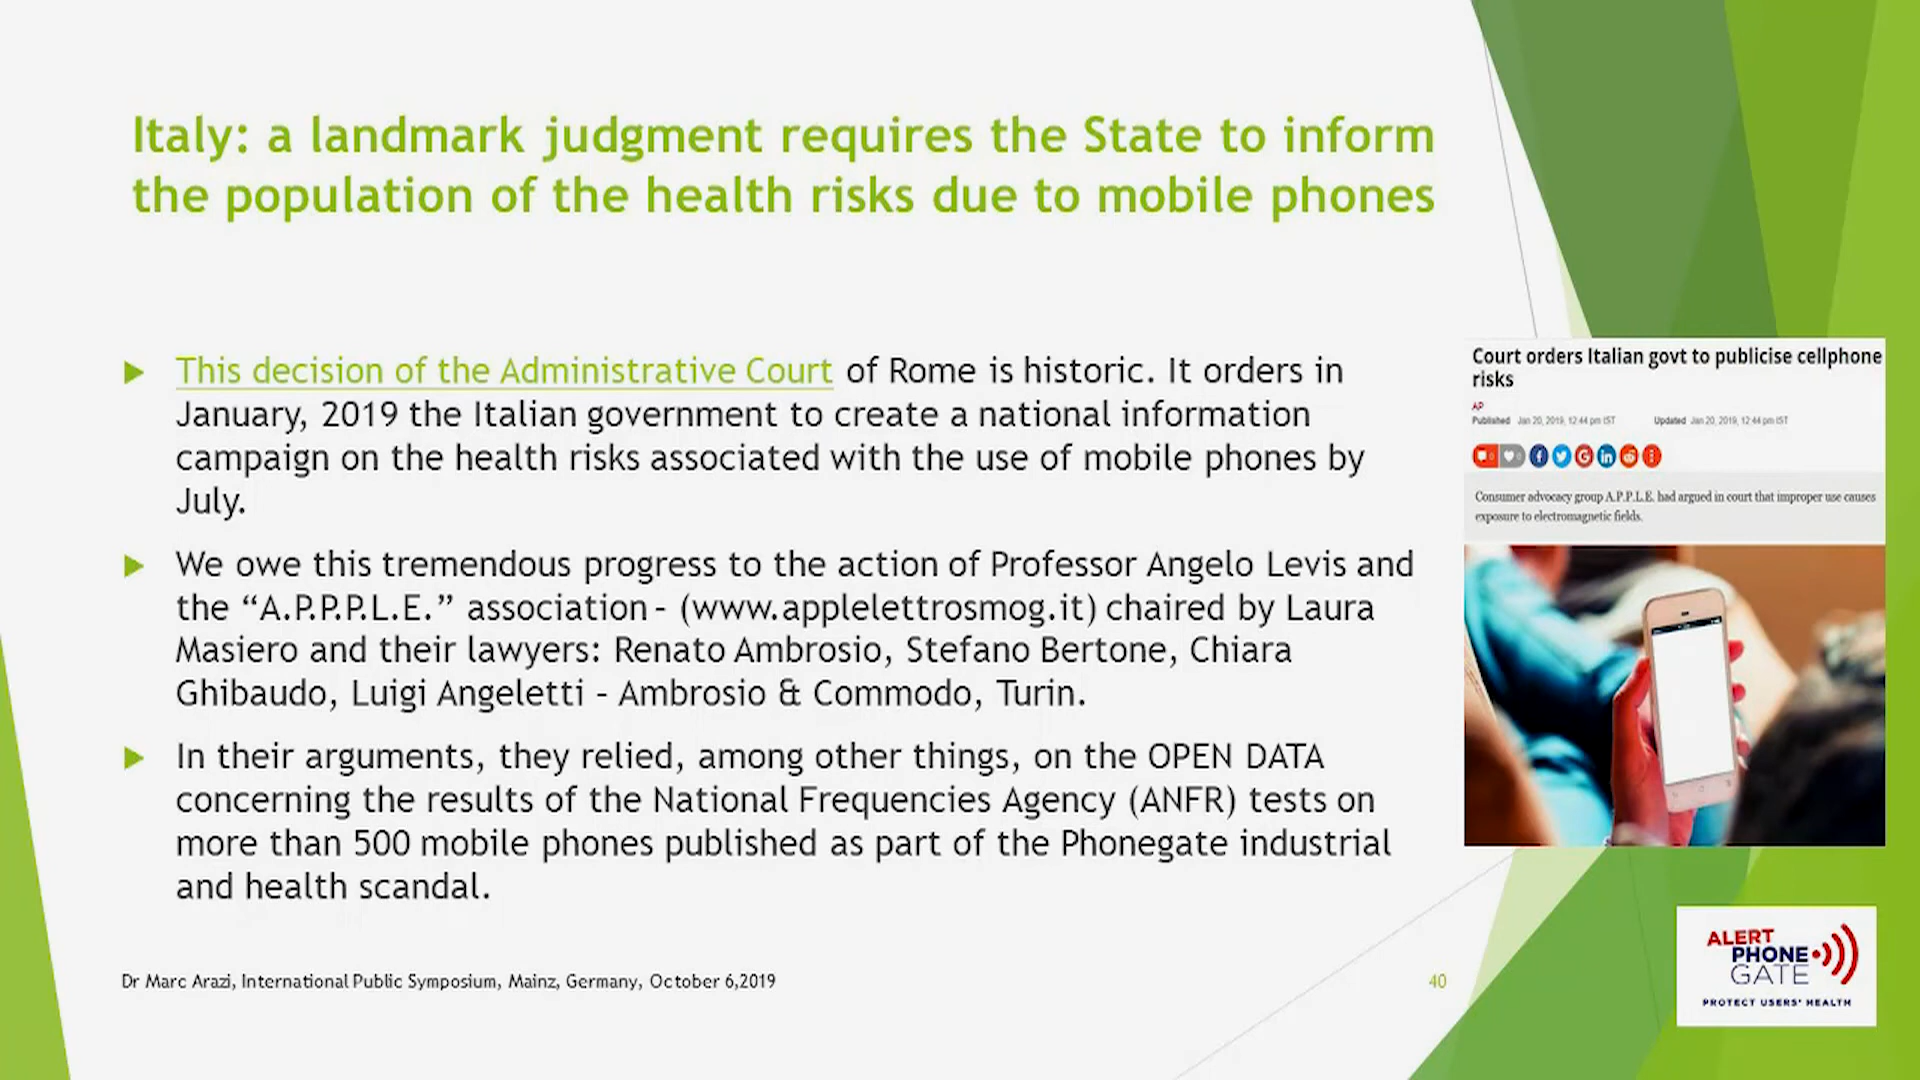 Italy: a landmark judgment requires the State to inform
the population of the health risks due to mobile phones
This decision of the Administrative Court of Rome is historic. It orders in
January, 2019 the Italian government to create a national information
campaign on the health risks associated with the use of mobile phones by
July.
We owe this tremendous progress to the action of Professor Angelo Levis and
the “A.P.P.P.L.E.” association – (www.applelettrosmog.it) chaired by Laura
Masiero and their lawyers: Renato Ambrosio, Stefano Bertone, Chiara
Ghibaudo, Luigi Angeletti – Ambrosio & Commodo, Turin.
In their arguments, they relied, among other things, on the OPEN DATA
concerning the results of the National Frequencies Agency (ANFR) tests on
more than 500 mobile phones published as part of the Phonegate industrial
and health scandal.
Court orders Italian govt to publicise cellphone
risks
AP
Published Jan 20, 2019, 12:44 pm IST Updated Jan 20, 2019, 12:44 pm IST
Consumer advocacy group A.P.P.L.E. had argued in court that improper use causes
exposure to electromagnetic fields.
ALERT
PHONE
GATE
PROTECT USERS' HEALTH
Dr Marc Arazi, International Public Symposium, Mainz, Germany, October 6,2019
40